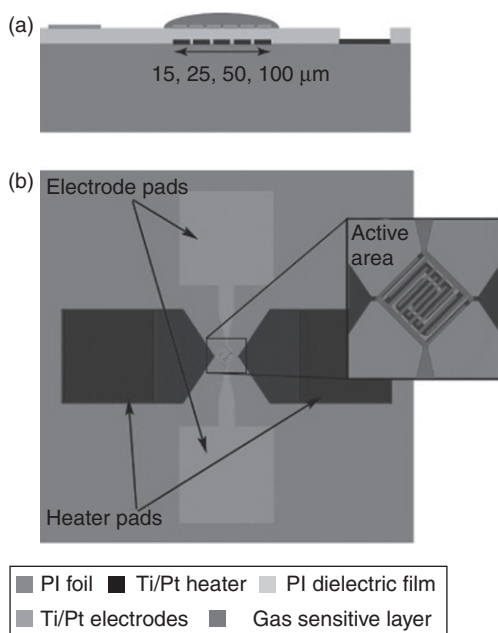 (a)
15, 25, 50, 100 μm
(b)
Electrode pads
Active
area
Heater pads
PI foil Ti/Pt heater PI dielectric film
Ti/Pt electrodes Gas sensitive layer